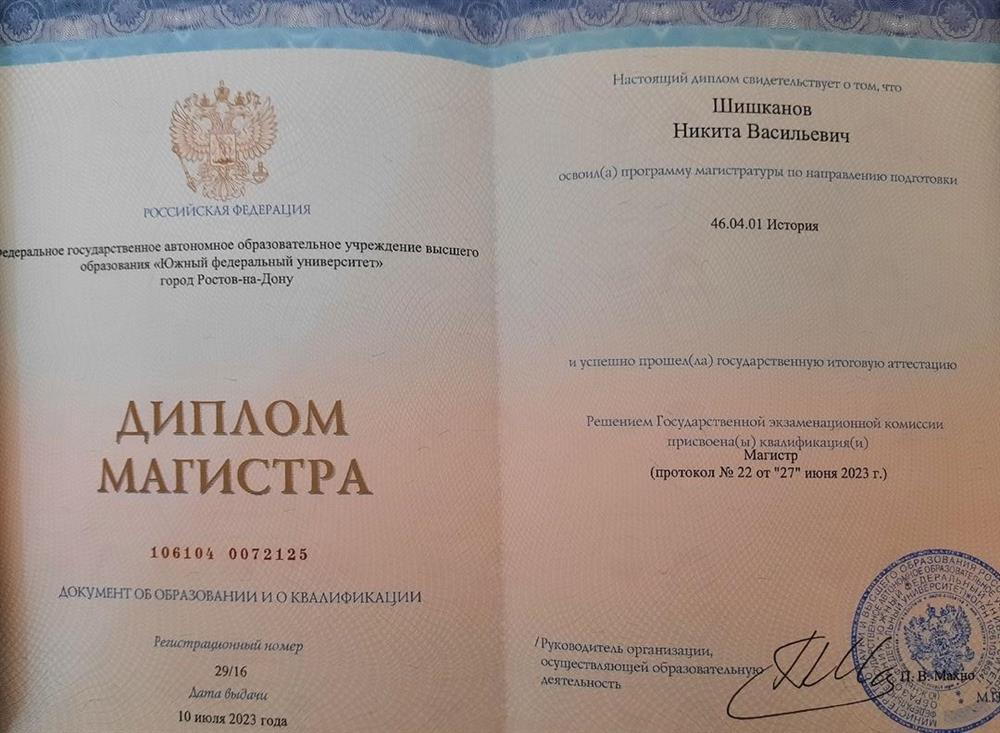 РОССИЙСКАЯ ФЕДЕРАЦИЯ
Федеральное государственное автономное образовательное учреждение высшего
образования «Южный федеральный университет»
город Ростов-на-Дону
ДИПЛОМ
МАГИСТРА
106104 0072125
ДОКУМЕНТ ОБ ОБРАЗОВАНИИ И О КВАЛИФИКАЦИИ
Регистрационный номер
29/16
Дата выдачи
10 июля 2023 года
Настоящий диплом свидетельствует о том, что
Шишканов
Никита Васильевич
освоил(а) программу магистратуры по направлению подготовки
46.04.01 История
и успешно прошел(ла) государственную итоговую аттестацию
Решением Государственной экзаменационной комиссии
присвоена(ы) квалификация(и)
Магистр
(протокол № 22 от "27" июня 2023 г.)
/Руководитель организации,
осуществляющей образовательную
деятельность
П. В. Махно
М.П.